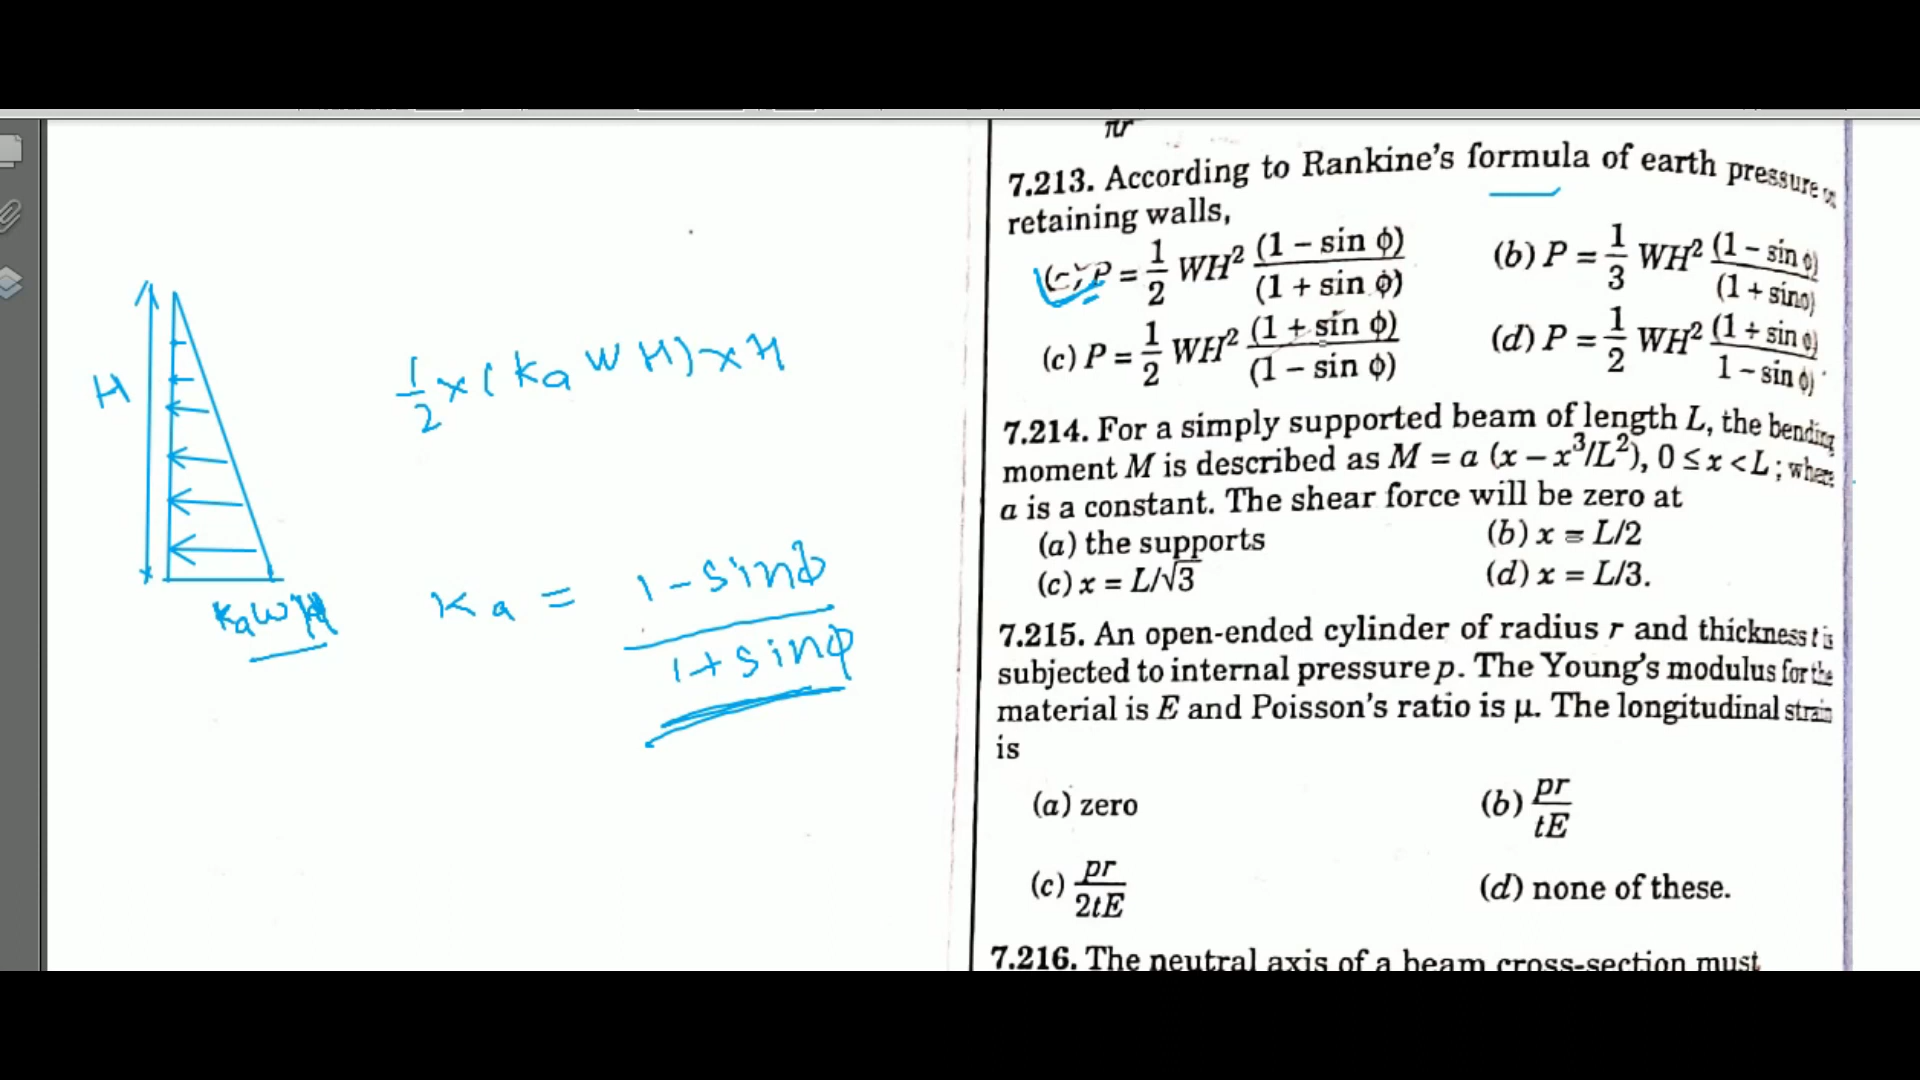 H
1/2 × (Ka W H) × H
KaWH
Ka = 1 - sinφ / 1 + sinφ
πr
7.213. According to Rankine's formula of earth pressure on
retaining walls,
P = 1/2 WH² (1 – sin φ)/(1 + sin φ) (b) P = 1/3 WH² (1 – sin φ)/(1 + sin φ)
(c) P = 1/2 WH² (1 + sin φ)/(1 – sin φ) (d) P = 1/2 WH² (1 + sin φ)/1 – sin φ)
7.214. For a simply supported beam of length L, the bending
moment M is described as M = a (x – x³/L²), 0 ≤ x < L ; where
a is a constant. The shear force will be zero at
(a) the supports (b) x = L/2
(c) x = L/√3 (d) x = L/3.
7.215. An open-ended cylinder of radius r and thickness t is
subjected to internal pressure p. The Young's modulus for the
material is E and Poisson's ratio is μ. The longitudinal strain
is
(a) zero (b) pr/tE
(c) pr/2tE (d) none of these.
7.216. The neutral axis of a beam cross-section must